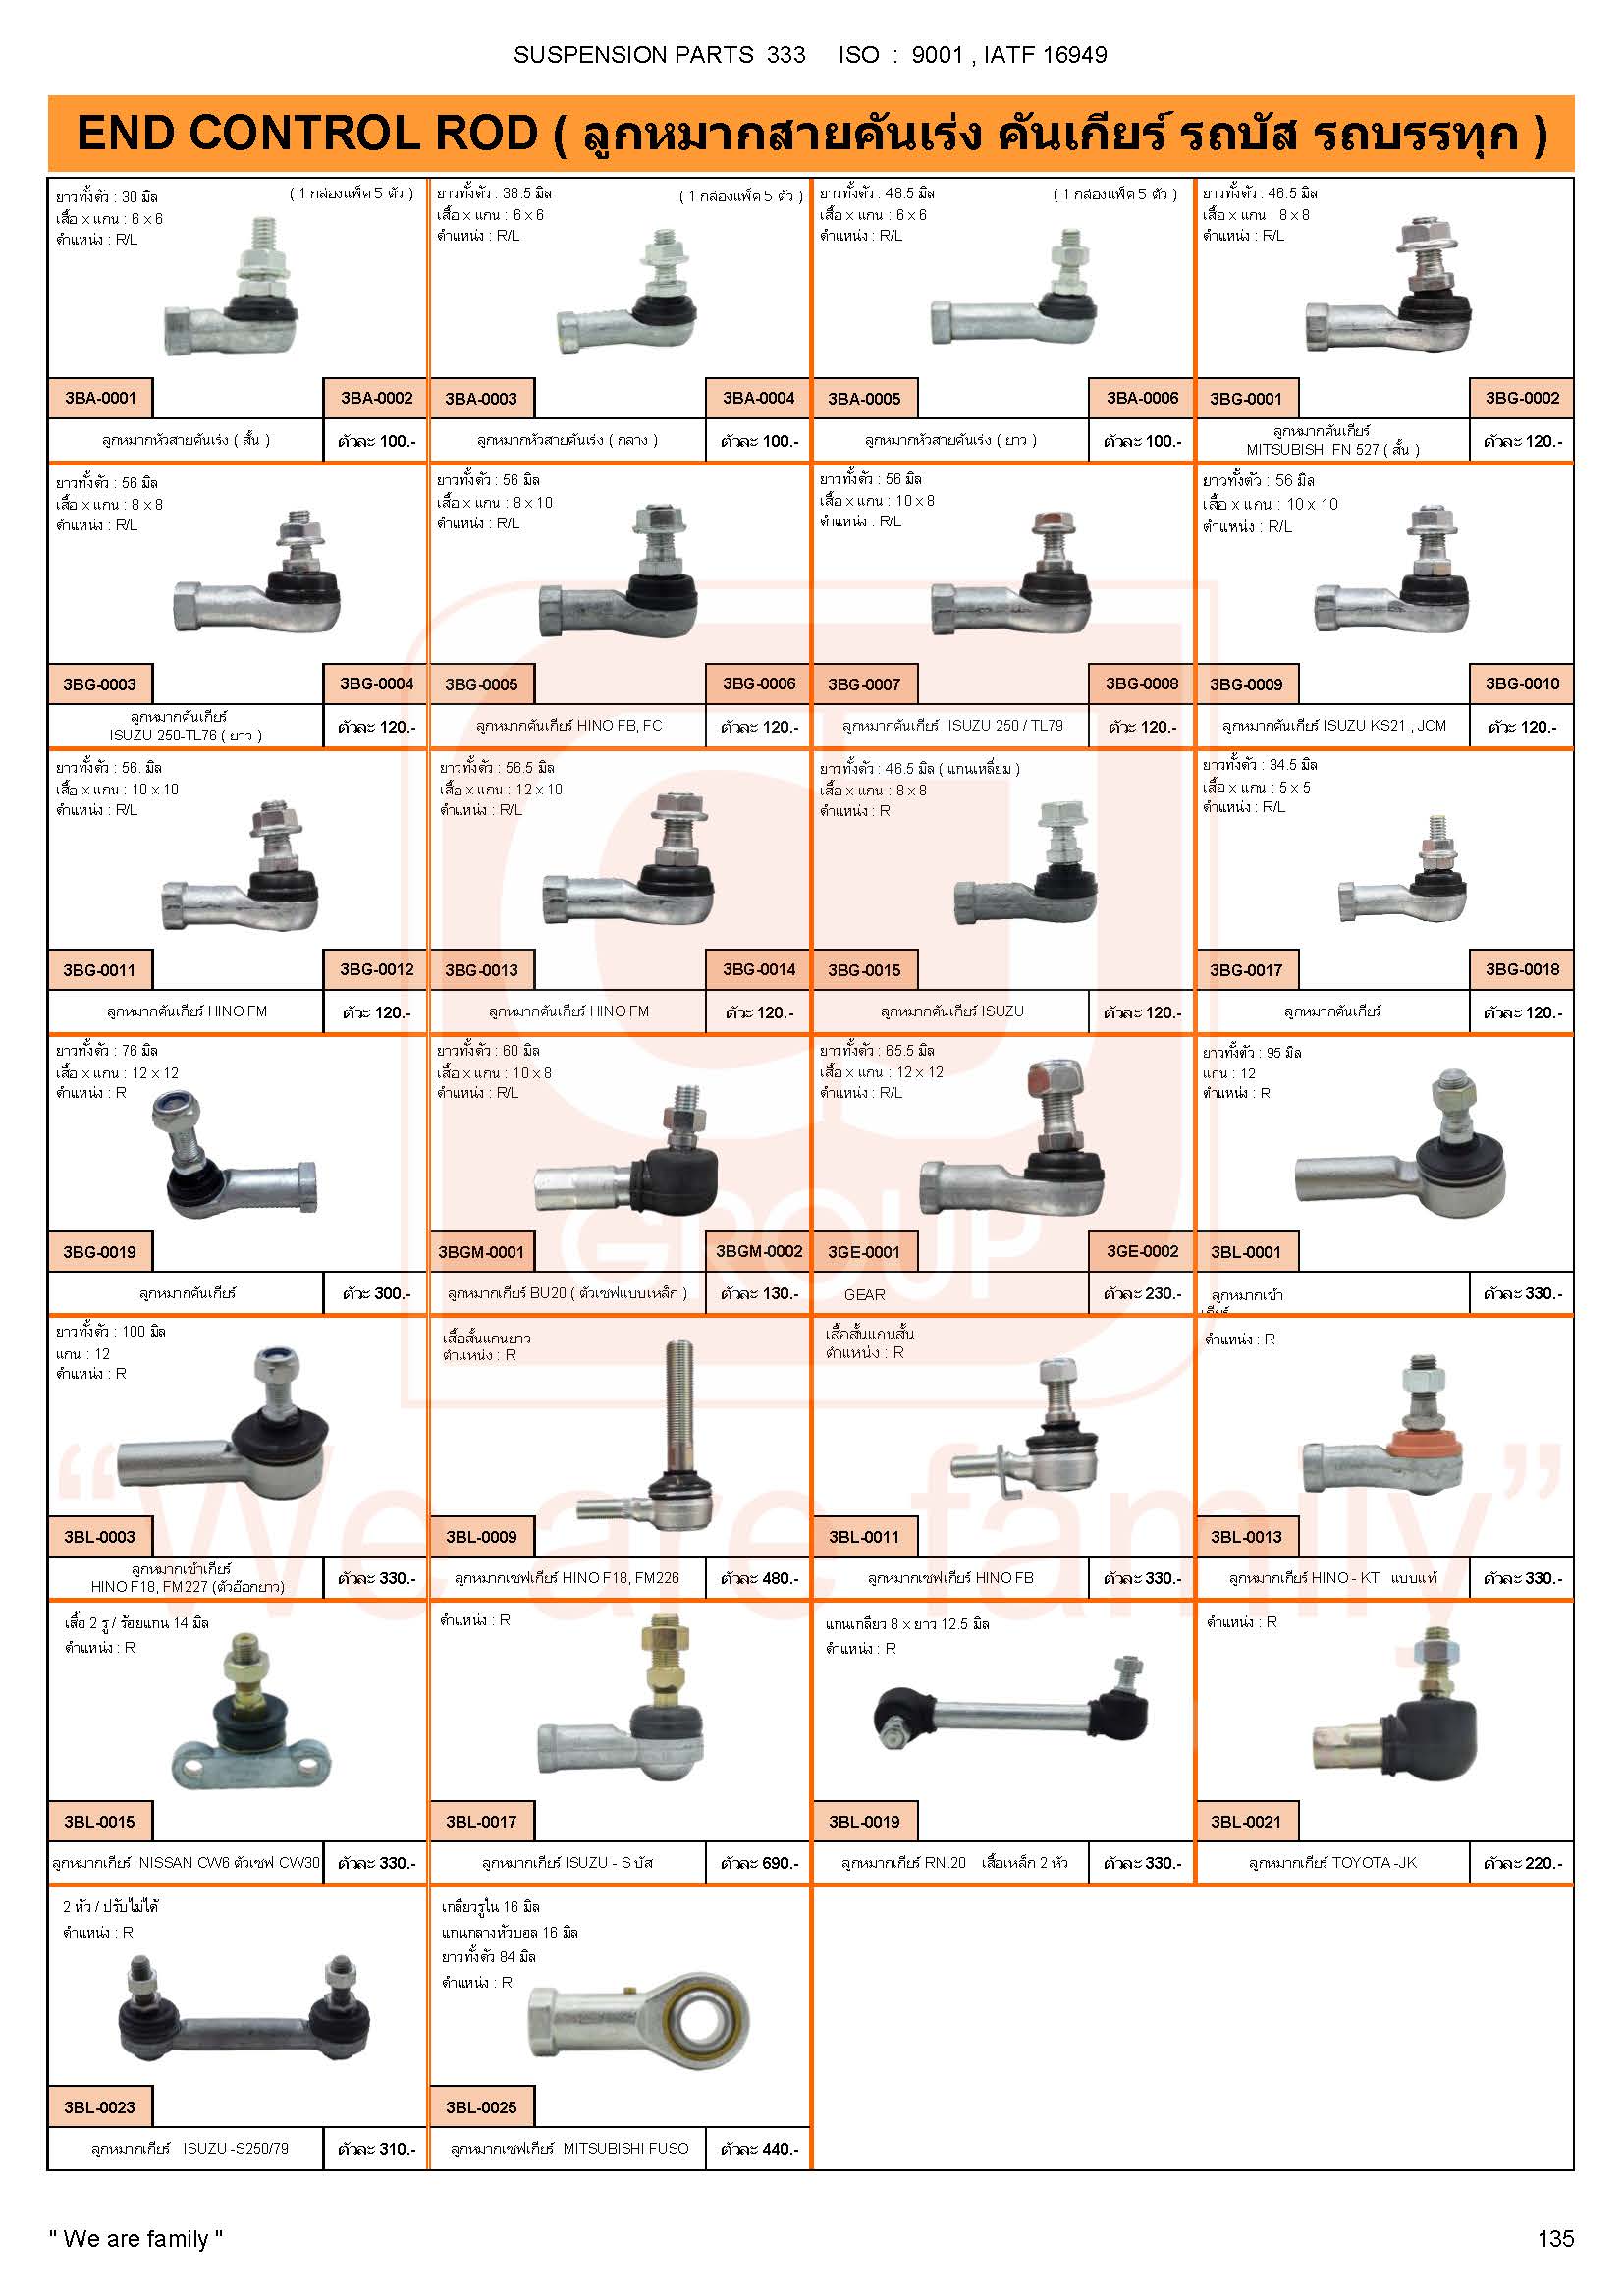 SUSPENSION PARTS 333 ISO : 9001 , IATF 16949
END CONTROL ROD ( ลูกหมากสายคันเร่ง คันเกียร์ รถบัส รถบรรทุก )
ยาวทั้งตัว : 30 มิล ( 1 กล่องแพ็ค 5 ตัว )
เสื้อ x แกน : 6 x 6
ตำแหน่ง : R/L
3BA-0001 3BA-0002
ลูกหมากหัวสายคันเร่ง ( สั้น ) ตัวละ 100.-
ยาวทั้งตัว : 38.5 มิล ( 1 กล่องแพ็ค 5 ตัว )
เสื้อ x แกน : 6 x 6
ตำแหน่ง : R/L
3BA-0003 3BA-0004
ลูกหมากหัวสายคันเร่ง ( กลาง ) ตัวละ 100.-
ยาวทั้งตัว : 48.5 มิล ( 1 กล่องแพ็ค 5 ตัว )
เสื้อ x แกน : 6 x 6
ตำแหน่ง : R/L
3BA-0005 3BA-0006
ลูกหมากหัวสายคันเร่ง ( ยาว ) ตัวละ 100.-
ยาวทั้งตัว : 46.5 มิล
เสื้อ x แกน : 8 x 8
ตำแหน่ง : R/L
3BG-0001 3BG-0002
ลูกหมากคันเกียร์
MITSUBISHI FN 527 ( สั้น ) ตัวละ 120.-
ยาวทั้งตัว : 56 มิล
เสื้อ x แกน : 8 x 8
ตำแหน่ง : R/L
3BG-0003 3BG-0004
ลูกหมากคันเกียร์
ISUZU 250-TL76 ( ยาว ) ตัวละ 120.-
ยาวทั้งตัว : 56 มิล
เสื้อ x แกน : 8 x 10
ตำแหน่ง : R/L
3BG-0005 3BG-0006
ลูกหมากคันเกียร์ HINO FB, FC ตัวละ 120.-
ยาวทั้งตัว : 56 มิล
เสื้อ x แกน : 10 x 8
ตำแหน่ง : R/L
3BG-0007 3BG-0008
ลูกหมากคันเกียร์ ISUZU 250 / TL79 ตัวะ 120.-
ยาวทั้งตัว : 56 มิล
เสื้อ x แกน : 10 x 10
ตำแหน่ง : R/L
3BG-0009 3BG-0010
ลูกหมากคันเกียร์ ISUZU KS21 , JCM ตัวะ 120.-
ยาวทั้งตัว : 56. มิล
เสื้อ x แกน : 10 x 10
ตำแหน่ง : R/L
3BG-0011 3BG-0012
ลูกหมากคันเกียร์ HINO FM ตัวะ 120.-
ยาวทั้งตัว : 56.5 มิล
เสื้อ x แกน : 12 x 10
ตำแหน่ง : R/L
3BG-0013 3BG-0014
ลูกหมากคันเกียร์ HINO FM ตัวะ 120.-
ยาวทั้งตัว : 46.5 มิล ( แกนเหลี่ยม )
เสื้อ x แกน : 8 x 8
ตำแหน่ง : R
3BG-0015
ลูกหมากคันเกียร์ ISUZU ตัวละ 120.-
ยาวทั้งตัว : 34.5 มิล
เสื้อ x แกน : 5 x 5
ตำแหน่ง : R/L
3BG-0017 3BG-0018
ลูกหมากคันเกียร์ ตัวละ 120.-
ยาวทั้งตัว : 76 มิล
เสื้อ x แกน : 12 x 12
ตำแหน่ง : R
3BG-0019
ลูกหมากคันเกียร์ ตัวะ 300.-
ยาวทั้งตัว : 60 มิล
เสื้อ x แกน : 10 x 8
ตำแหน่ง : R/L
3BGM-0001 3BGM-0002
ลูกหมากเกียร์ BU20 ( ตัวเซฟแบบเหล็ก ) ตัวละ 130.-
ยาวทั้งตัว : 65.5 มิล
เสื้อ x แกน : 12 x 12
ตำแหน่ง : R/L
3GE-0001 3GE-0002
GEAR ตัวละ 230.-
ยาวทั้งตัว : 95 มิล
แกน : 12
ตำแหน่ง : R
3BL-0001
ลูกหมากเข้า ตัวละ 330.-
เกียร์
ยาวทั้งตัว : 100 มิล
แกน : 12
ตำแหน่ง : R
3BL-0003
ลูกหมากเข้าเกียร์
HINO F18, FM227 (ตัวอ๊อกยาว) ตัวละ 330.-
เสื้อสั้นแกนยาว
ตำแหน่ง : R
3BL-0009
ลูกหมากเซฟเกียร์ HINO F18, FM226 ตัวละ 480.-
เสื้อสั้นแกนสั้น
ตำแหน่ง : R
3BL-0011
ลูกหมากเซฟเกียร์ HINO FB ตัวละ 330.-
ตำแหน่ง : R
3BL-0013
ลูกหมากเกียร์ HINO - KT แบบแท้ ตัวละ 330.-
เสื้อ 2 รู / ร้อยแกน 14 มิล
ตำแหน่ง : R
3BL-0015
ลูกหมากเกียร์ NISSAN CW6 ตัวเซฟ CW30 ตัวละ 330.-
ตำแหน่ง : R
3BL-0017
ลูกหมากเกียร์ ISUZU - S บัส ตัวละ 690.-
แกนเกลียว 8 x ยาว 12.5 มิล
ตำแหน่ง : R
3BL-0019
ลูกหมากเกียร์ RN.20 เสื้อเหล็ก 2 หัว ตัวละ 330.-
ตำแหน่ง : R
3BL-0021
ลูกหมากเกียร์ TOYOTA -JK ตัวละ 220.-
2 หัว / ปรับไม่ได้
ตำแหน่ง : R
3BL-0023
ลูกหมากเกียร์ ISUZU -S250/79 ตัวละ 310.-
เกลียวรูใน 16 มิล
แกนกลางหัวบอล 16 มิล
ยาวทั้งตัว 84 มิล
ตำแหน่ง : R
3BL-0025
ลูกหมากเซฟเกียร์ MITSUBISHI FUSO ตัวละ 440.-
GROUP
“We are family”
" We are family " 135